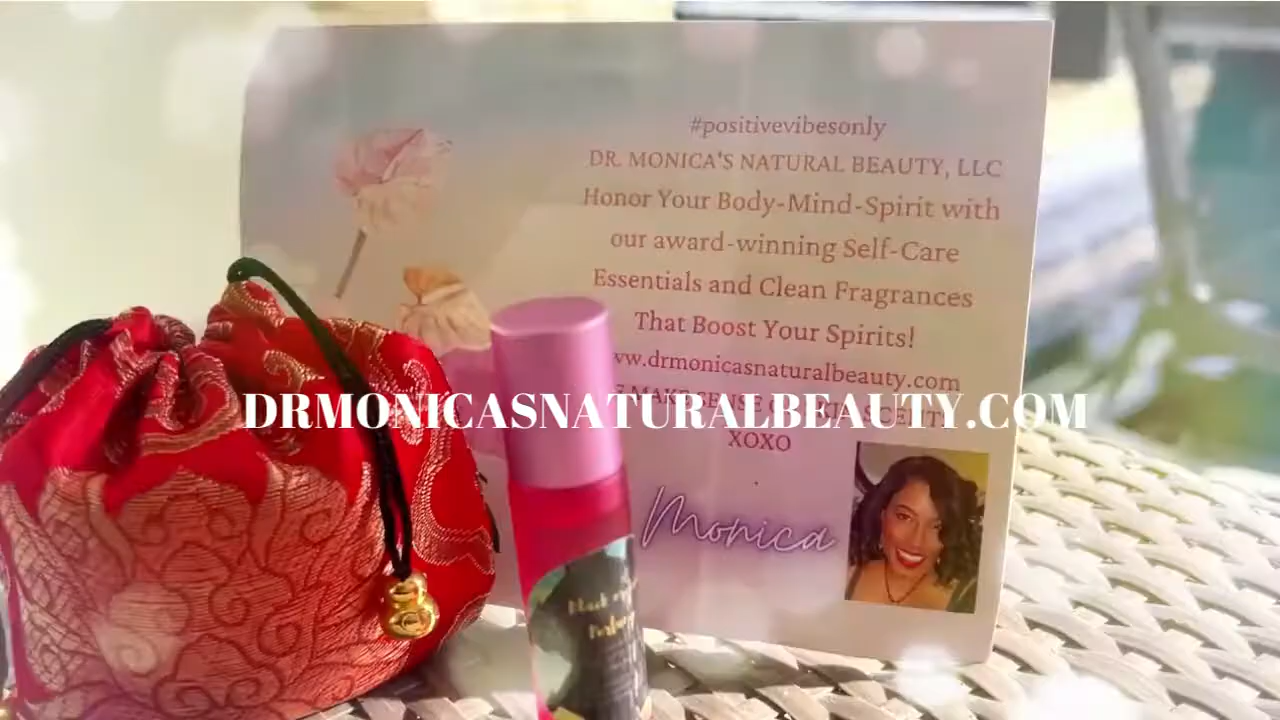 #positivevibesonly
DR. MONICA'S NATURAL BEAUTY, LLC
Honor Your Body-Mind-Spirit with
our award-winning Self-Care
Essentials and Clean Fragrances
That Boost Your Spirits!
ww.drmonicasnaturalbeauty.com
DRMONICASNATURALBEAUTY.COM
XOXO
Monica